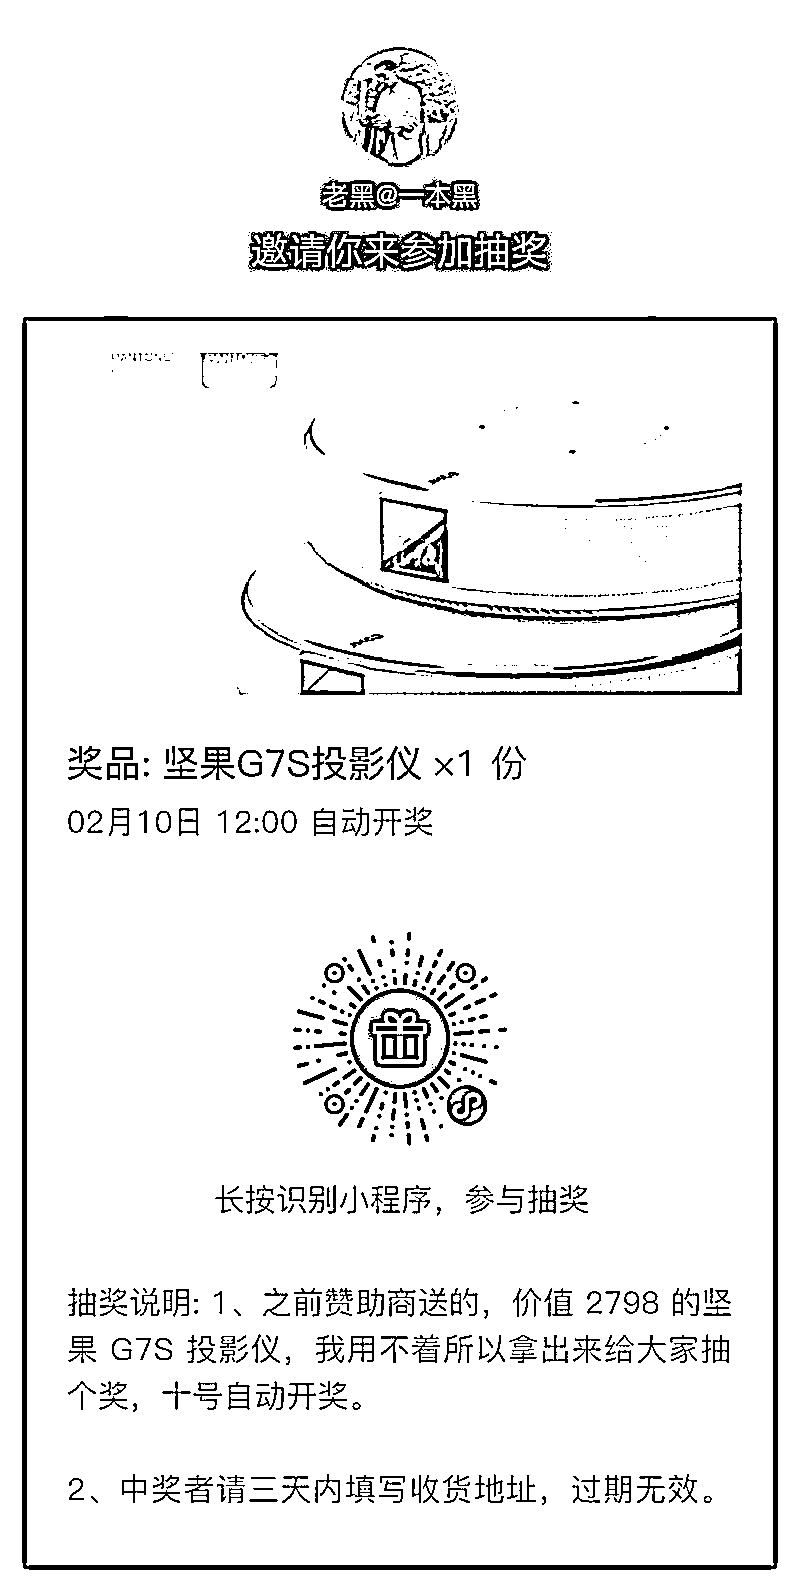 老黑@一本黑
邀请你来参加抽奖
PANTONE
奖品: 坚果G7S投影仪 ×1 份
02月10日 12:00 自动开奖
长按识别小程序，参与抽奖
抽奖说明: 1、之前赞助商送的，价值 2798 的坚
果 G7S 投影仪，我用不着所以拿出来给大家抽
个奖，十号自动开奖。
2、中奖者请三天内填写收货地址，过期无效。